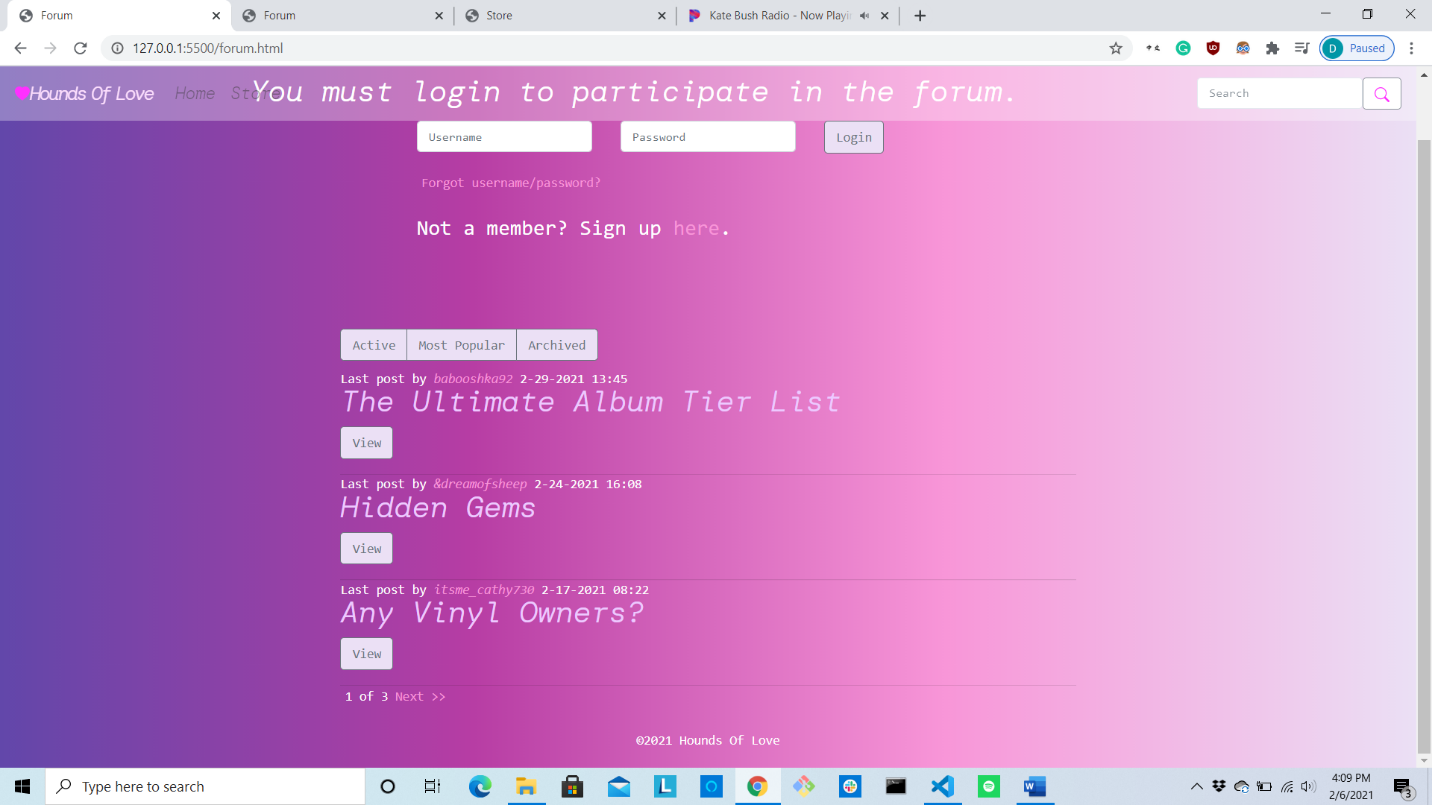 Forum
Forum
Store
Kate Bush Radio - Now Playin
127.0.0.1:5500/forum.html
D Paused
Hounds Of Love Home Store
You must login to participate in the forum.
Search
Username Password Login
Forgot username/password?
Not a member? Sign up here.
Active Most Popular Archived
Last post by babooshka92 2-29-2021 13:45
The Ultimate Album Tier List
View
Last post by &dreamofsheep 2-24-2021 16:08
Hidden Gems
View
Last post by itsme_cathy730 2-17-2021 08:22
Any Vinyl Owners?
View
1 of 3 Next >>
©2021 Hounds Of Love
Type here to search
4:09 PM
2/6/2021
3